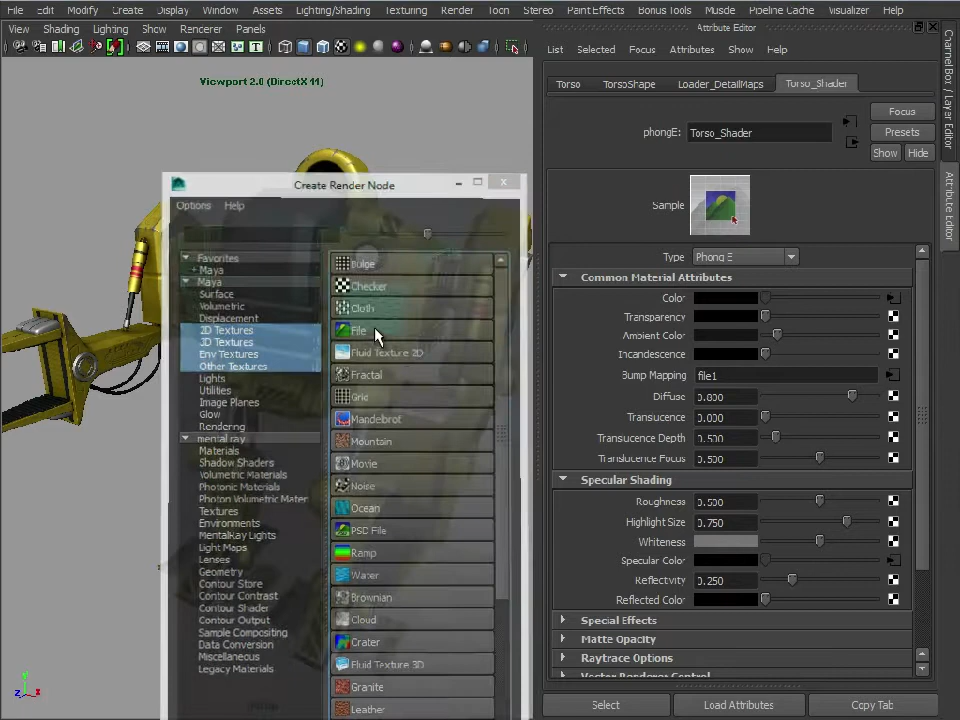 File Edit Modify Create Display Window Assets Lighting/Shading Texturing Render Toon Stereo Paint Effects Bonus Tools Muscle Pipeline Cache Visualizer Help
View Shading Lighting Show Renderer Panels
Viewport 2.0 (DirectX 11)
Create Render Node
Options Help
Favorites
+ Maya
Maya
Surface
Volumetric
Displacement
2D Textures
3D Textures
Env Textures
Other Textures
Lights
Utilities
Image Planes
Glow
Rendering
mental ray
Materials
Shadow Shaders
Volumetric Materials
Photonic Materials
Photon Volumetric Mater
Textures
Environments
MentalRay Lights
Light Maps
Lenses
Geometry
Contour Store
Contour Contrast
Contour Shader
Contour Output
Sample Compositing
Data Conversion
Miscellaneous
Legacy Materials
Bulge
Checker
Cloth
File
Fluid Texture 2D
Fractal
Grid
Mandelbrot
Mountain
Movie
Noise
Ocean
PSD File
Ramp
Water
Brownian
Cloud
Crater
Fluid Texture 3D
Granite
Leather
Attribute Editor
List Selected Focus Attributes Show Help
Torso TorsoShape Loader_DetailMaps Torso_Shader
phongE: Torso_Shader
Focus
Presets
Show Hide
Sample
Type Phong E
Common Material Attributes
Color
Transparency
Ambient Color
Incandescence
Bump Mapping file1
Diffuse 0.800
Translucence 0.000
Translucence Depth 0.500
Translucence Focus 0.500
Specular Shading
Roughness 0.500
Highlight Size 0.750
Whiteness
Specular Color
Reflectivity 0.250
Reflected Color
Special Effects
Matte Opacity
Raytrace Options
Vector Renderer Control
Select Load Attributes Copy Tab
Channel Box / Layer Editor
Attribute Editor